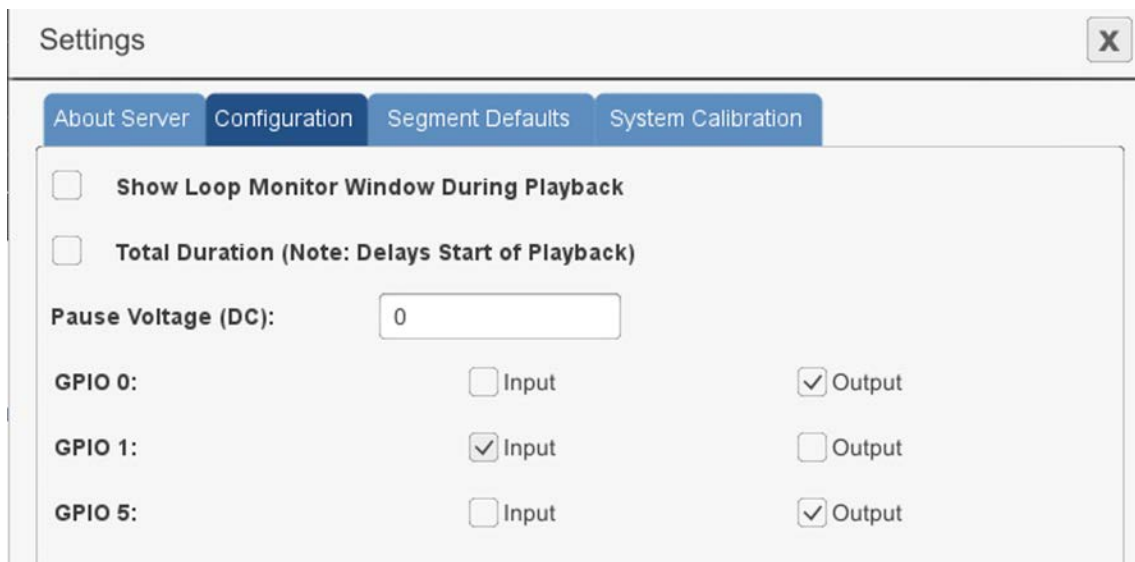 Settings
X
About Server Configuration Segment Defaults System Calibration
Show Loop Monitor Window During Playback
Total Duration (Note: Delays Start of Playback)
Pause Voltage (DC): 0
GPIO 0: Input Output
GPIO 1: Input Output
GPIO 5: Input Output